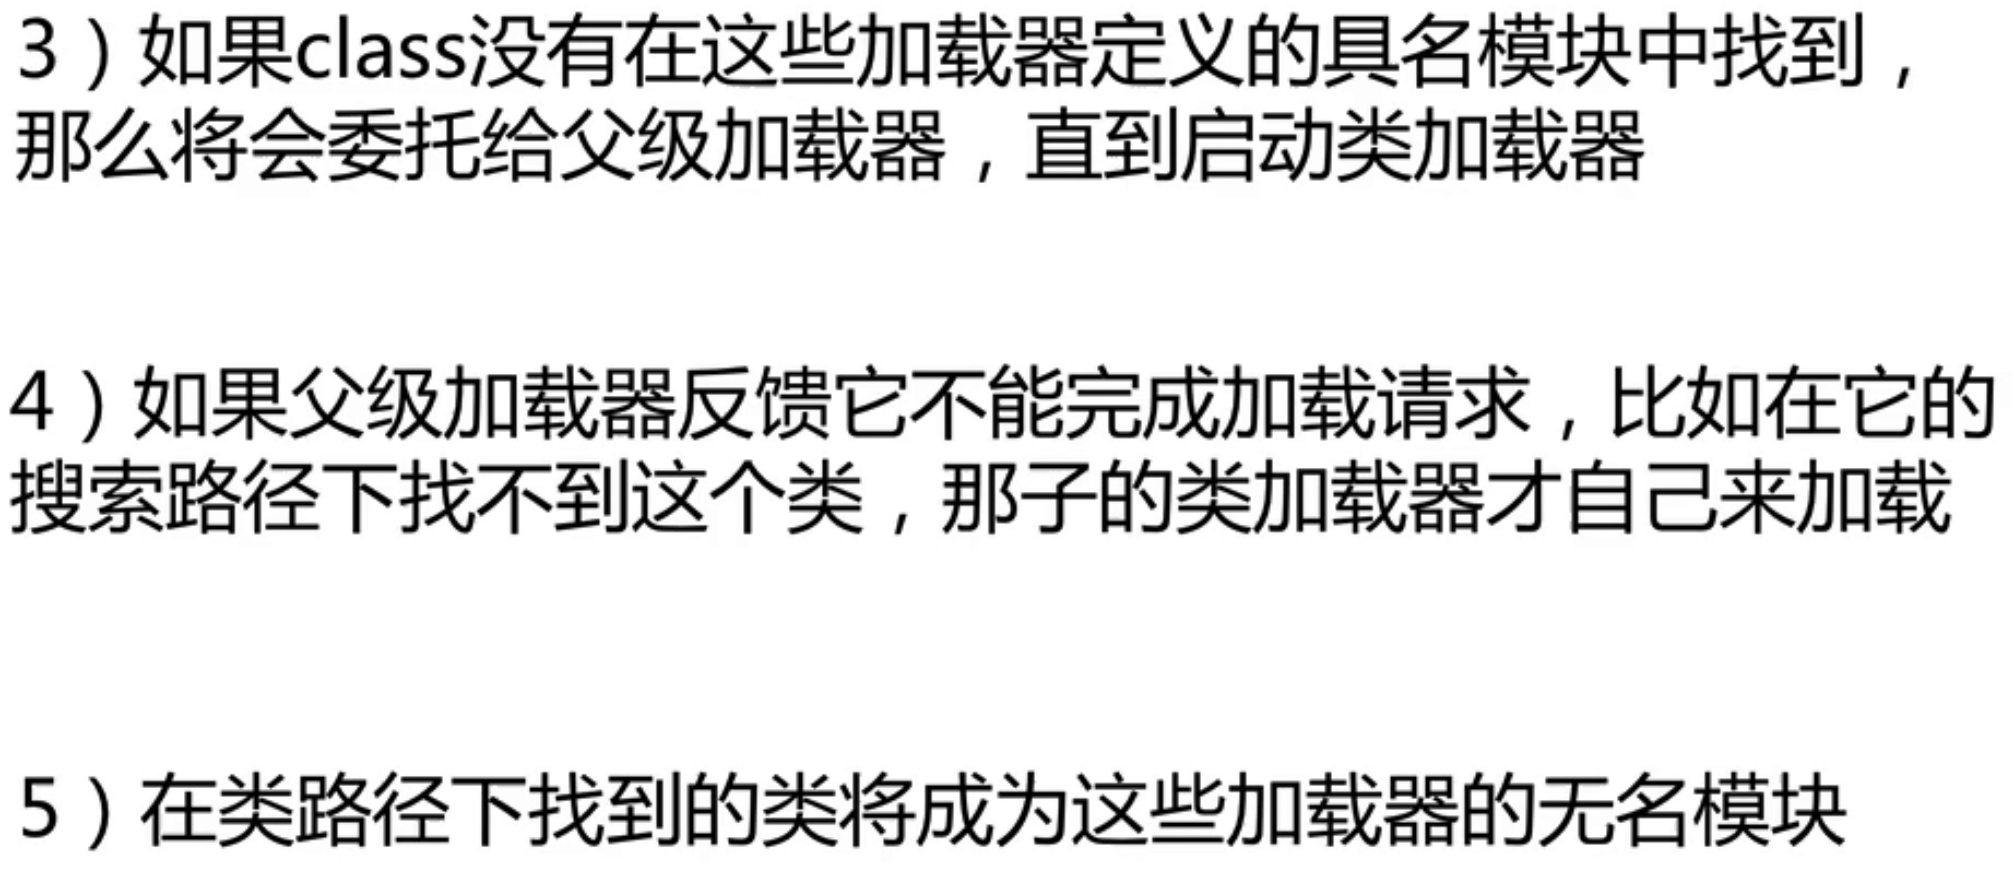 3）如果class没有在这些加载器定义的具名模块中找到，
那么将会委托给父级加载器，直到启动类加载器
4）如果父级加载器反馈它不能完成加载请求，比如在它的
搜索路径下找不到这个类，那子的类加载器才自己来加载
5）在类路径下找到的类将成为这些加载器的无名模块